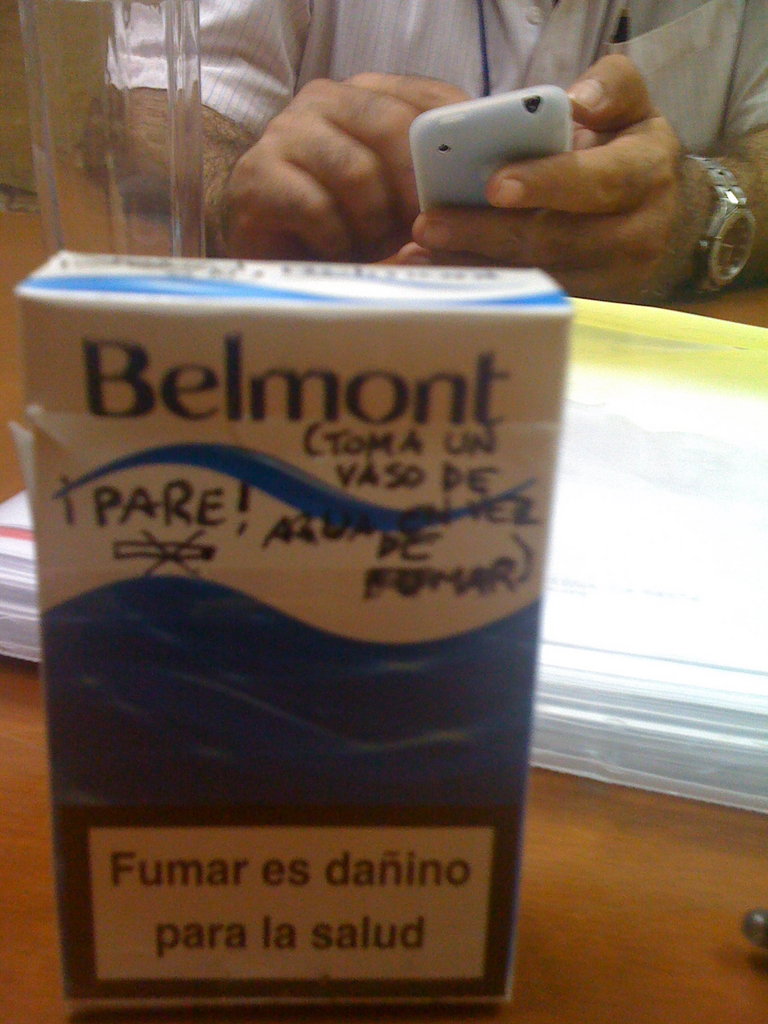 Belmont
(TOMA UN
VASO DE
¡PARE!
AGUA EN VEZ
DE
FUMAR)
Fumar es dañino
para la salud